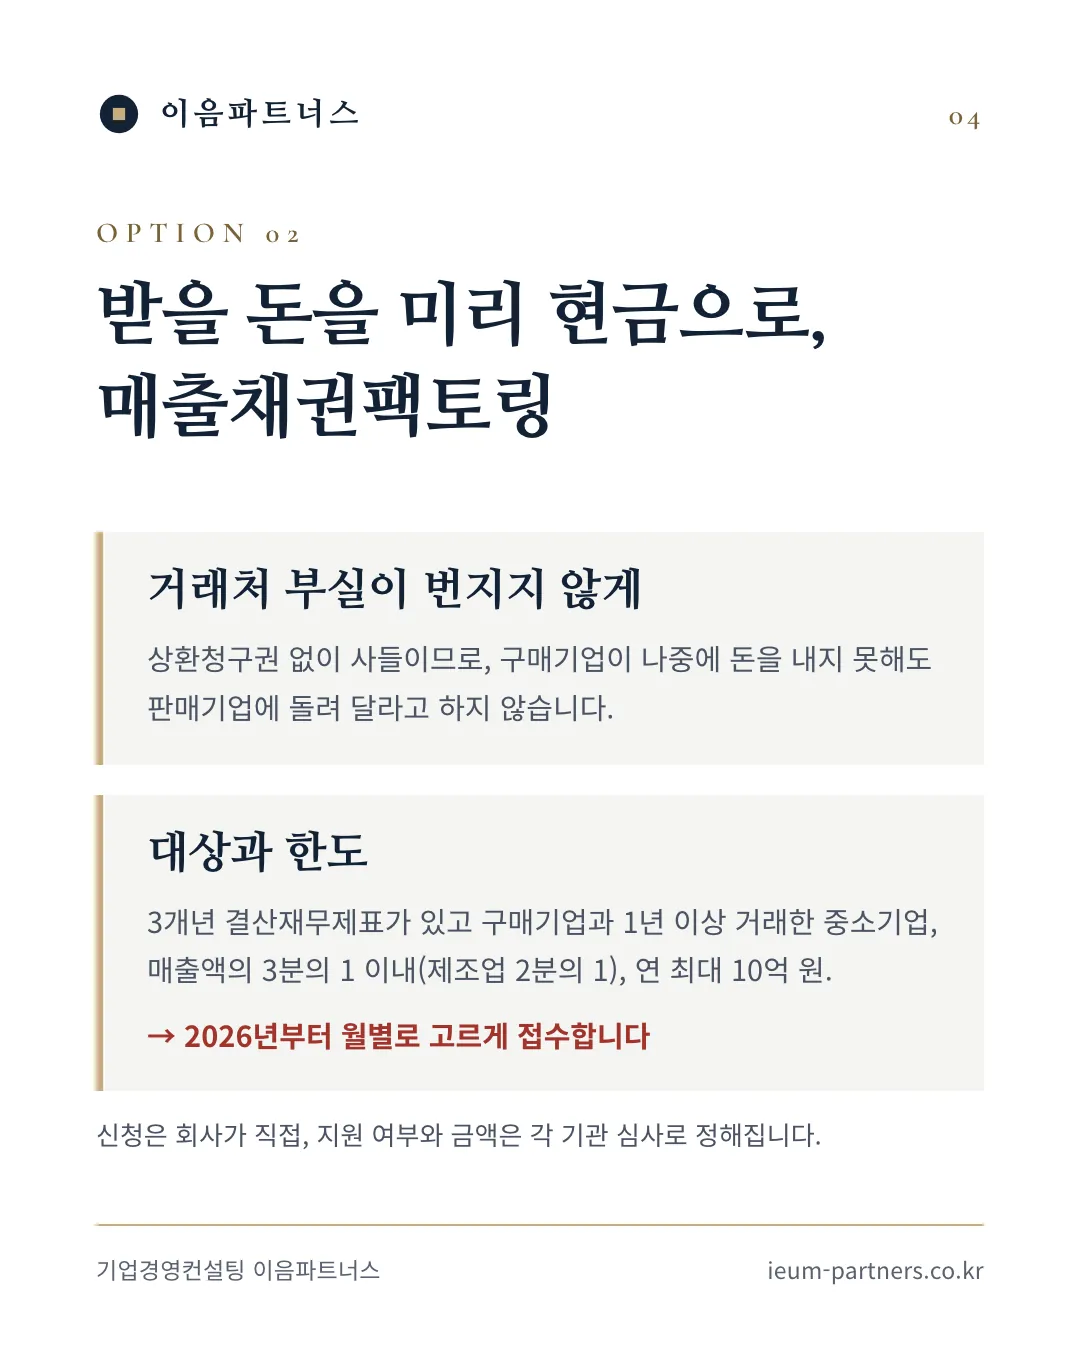 이음파트너스
04
OPTION 02
받을 돈을 미리 현금으로,
매출채권팩토링
거래처 부실이 번지지 않게
상환청구권 없이 사들이므로, 구매기업이 나중에 돈을 내지 못해도
판매기업에 돌려 달라고 하지 않습니다.
대상과 한도
3개년 결산재무제표가 있고 구매기업과 1년 이상 거래한 중소기업,
매출액의 3분의 1 이내(제조업 2분의 1), 연 최대 10억 원.
→ 2026년부터 월별로 고르게 접수합니다
신청은 회사가 직접, 지원 여부와 금액은 각 기관 심사로 정해집니다.
기업경영컨설팅 이음파트너스
ieum-partners.co.kr